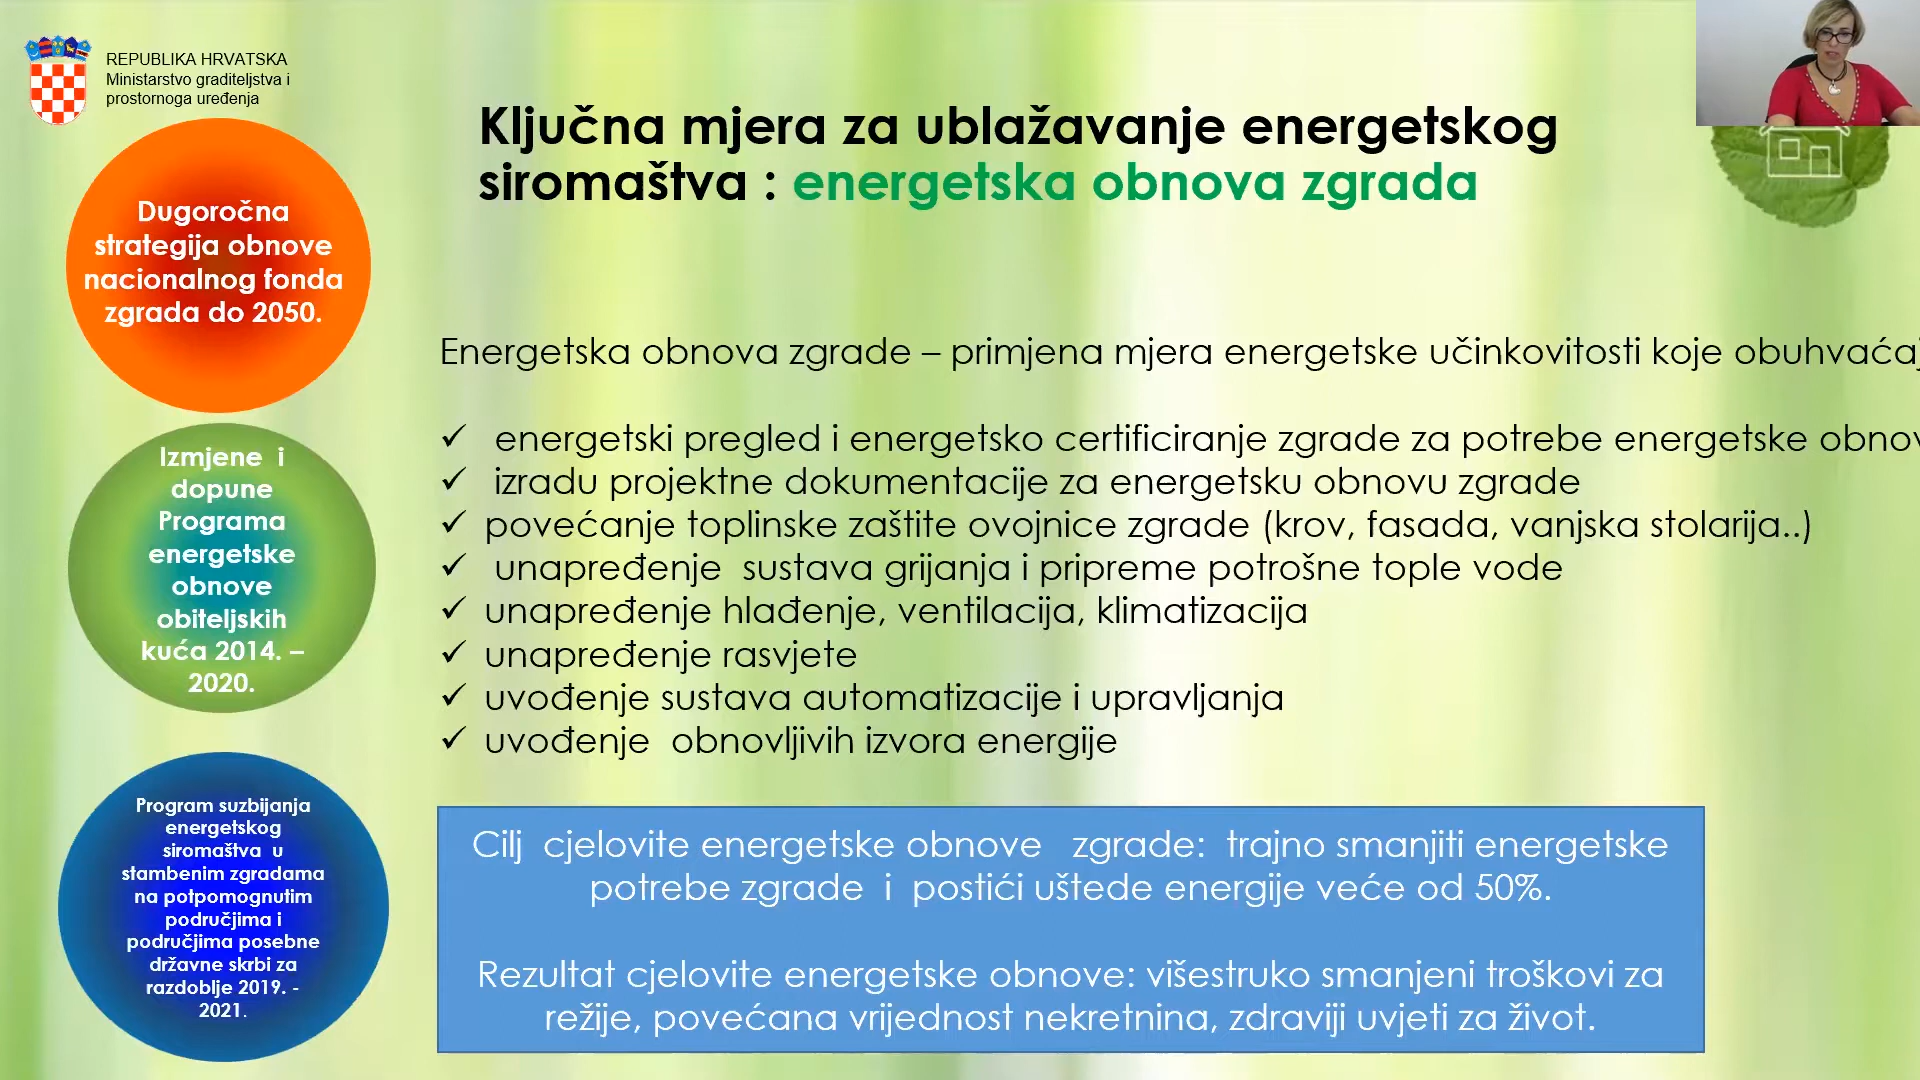 REPUBLIKA HRVATSKA
Ministarstvo graditeljstva i
prostornoga uređenja
Ključna mjera za ublažavanje energetskog
siromaštva : energetska obnova zgrada
Dugoročna
strategija obnove
nacionalnog fonda
zgrada do 2050.
Izmjene i
dopune
Programa
energetske
obnove
obiteljskih
kuća 2014. –
2020.
Program suzbijanja
energetskog
siromaštva u
stambenim zgradama
na potpomognutim
područjima i
područjima posebne
državne skrbi za
razdoblje 2019. -
2021.
Energetska obnova zgrade – primjena mjera energetske učinkovitosti koje
✓ energetski pregled i energetsko certificiranje zgrade za potrebe energetske
✓ izradu projektne dokumentacije za energetsku obnovu zgrade
✓ povećanje toplinske zaštite ovojnice zgrade (krov, fasada, vanjska stolarija..)
✓ unapređenje sustava grijanja i pripreme potrošne tople vode
✓ unapređenje hlađenje, ventilacija, klimatizacija
✓ unapređenje rasvjete
✓ uvođenje sustava automatizacije i upravljanja
✓ uvođenje obnovljivih izvora energije
Cilj cjelovite energetske obnove zgrade: trajno smanjiti energetske
potrebe zgrade i postići uštede energije veće od 50%.
Rezultat cjelovite energetske obnove: višestruko smanjeni troškovi za
režije, povećana vrijednost nekretnina, zdraviji uvjeti za život.